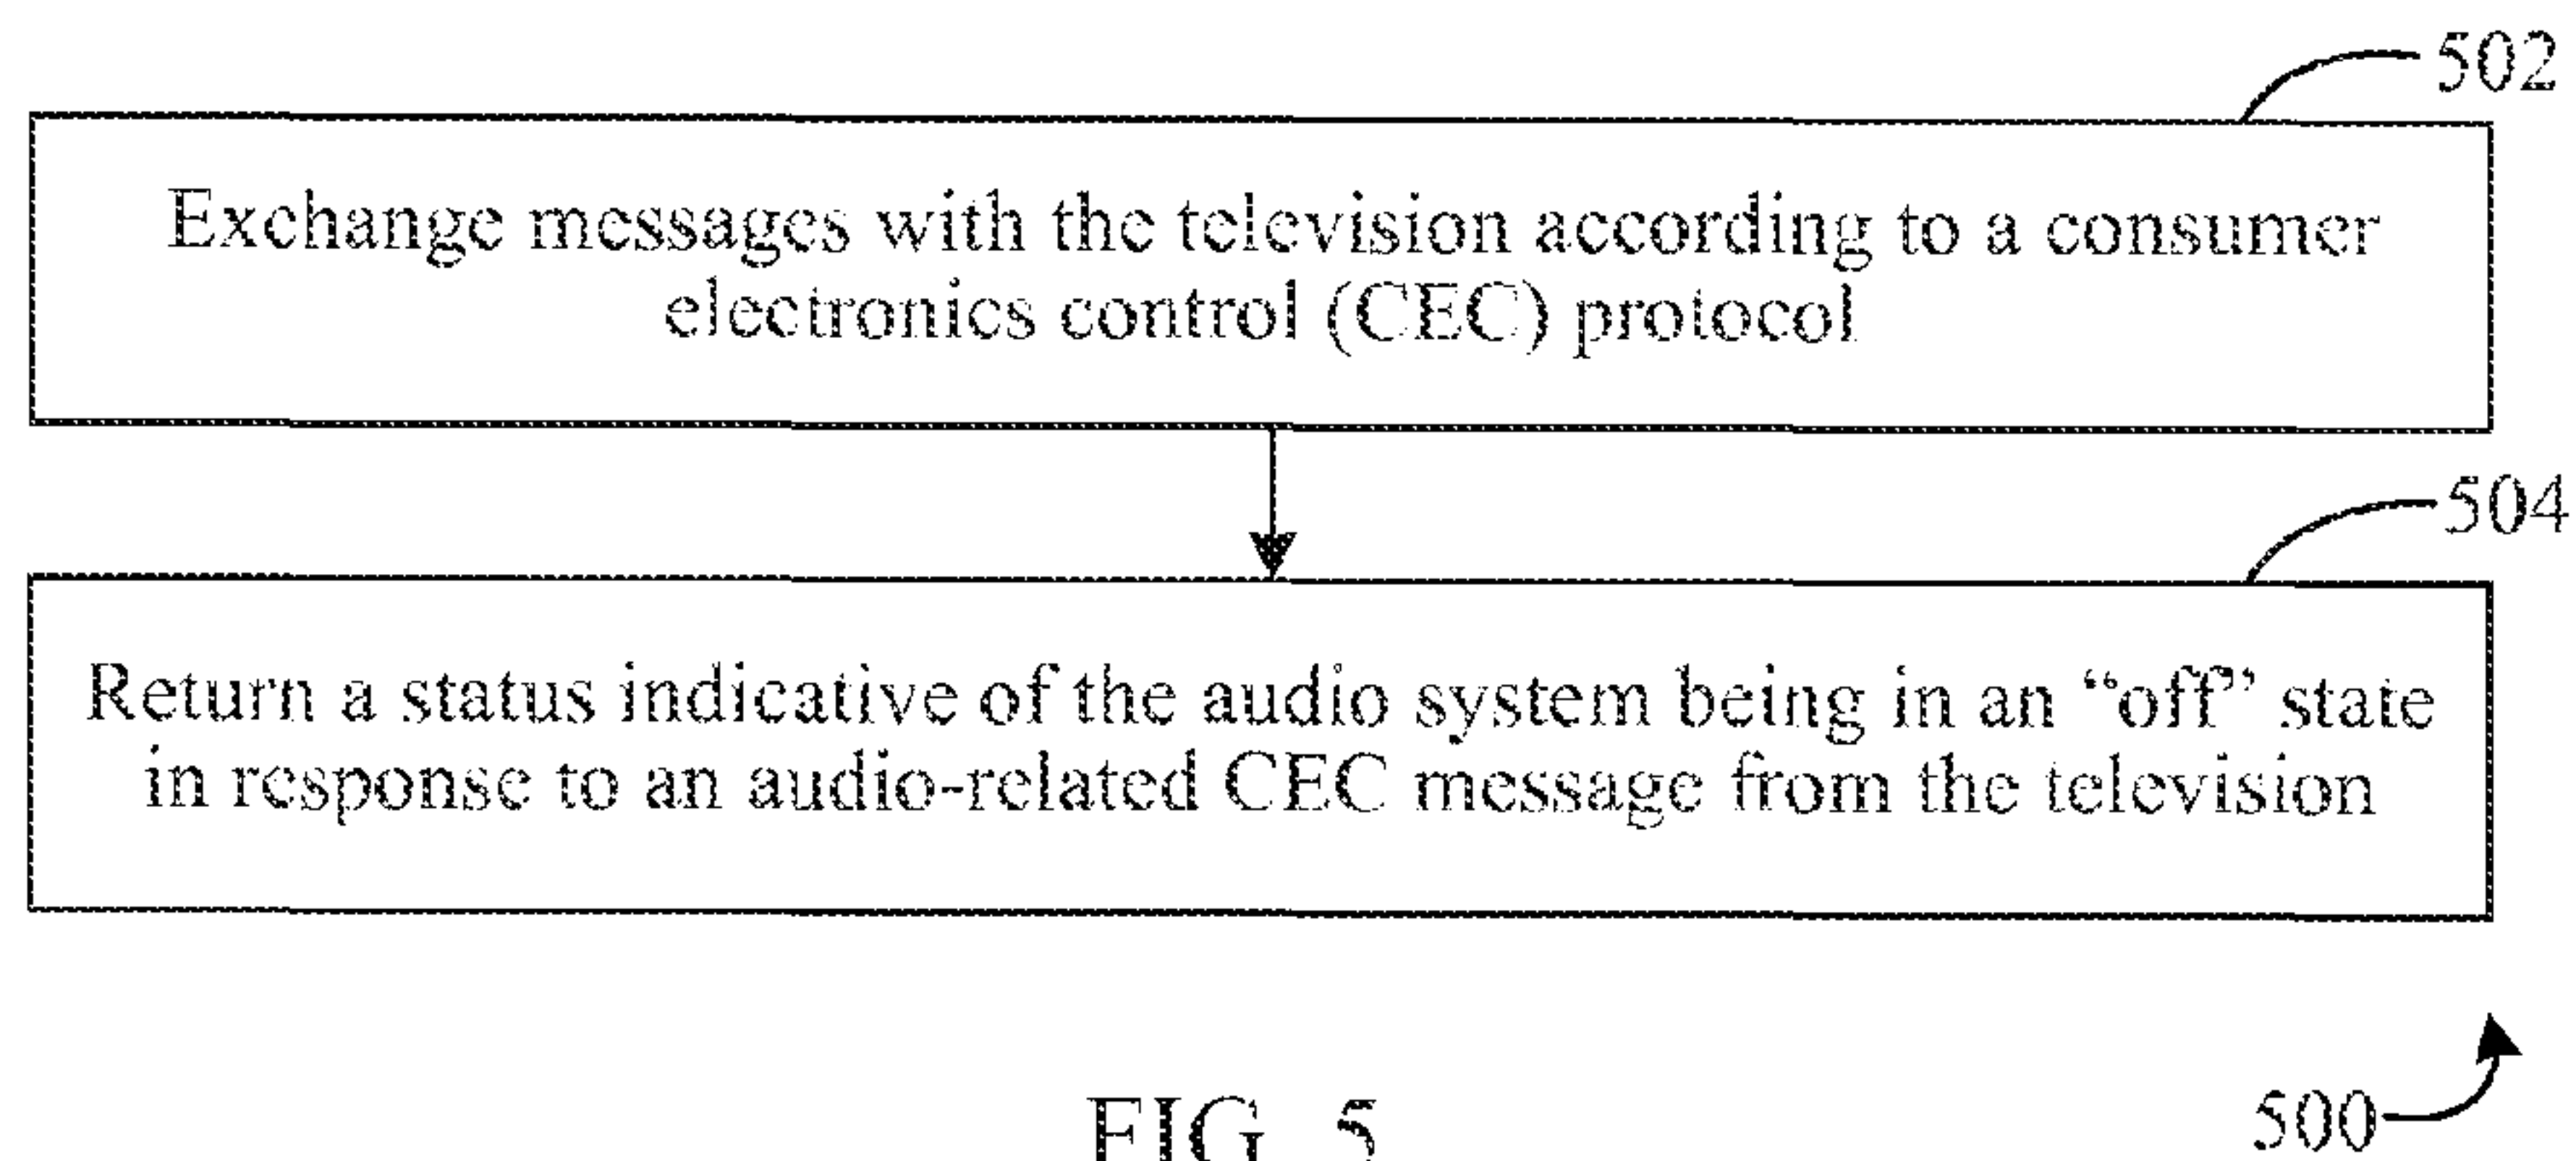 502
Exchange messages with the television according to a consumer
electronics control (CEC) protocol
504
Return a status indicative of the audio system being in an “off” state
in response to an audio-related CEC message from the television
500
FIG. 5